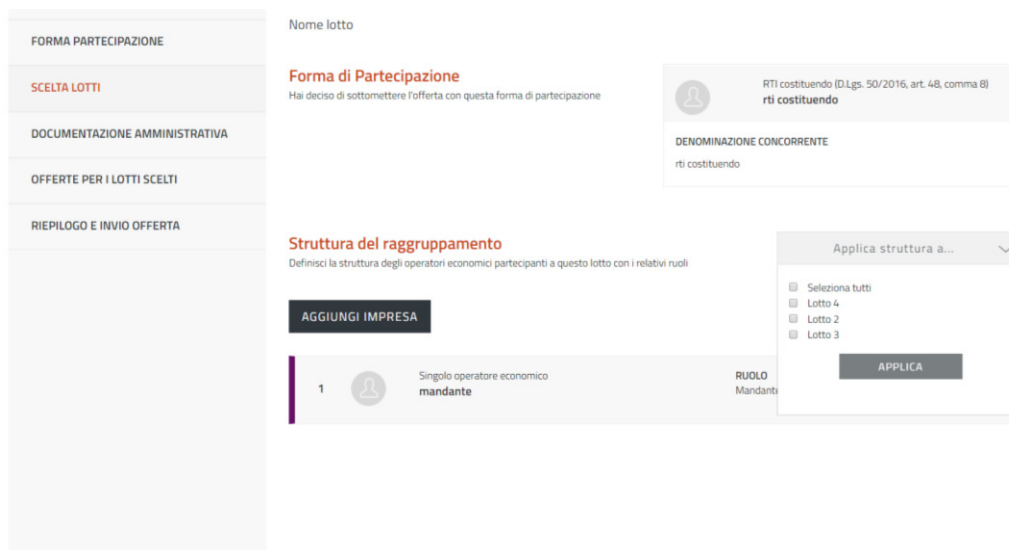 Nome lotto
FORMA PARTECIPAZIONE
SCELTA LOTTI
DOCUMENTAZIONE AMMINISTRATIVA
OFFERTE PER I LOTTI SCELTI
RIEPILOGO E INVIO OFFERTA
Forma di Partecipazione
Hai deciso di sottomettere l'offerta con questa forma di partecipazione
RTI costituendo (D.Lgs. 50/2016, art. 48, comma 8)
rti costituendo
DENOMINAZIONE CONCORRENTE
rti costituendo
Struttura del raggruppamento
Definisci la struttura degli operatori economici partecipanti a questo lotto con i relativi ruoli
Applica struttura a...
Seleziona tutti
Lotto 4
Lotto 2
Lotto 3
APPLICA
AGGIUNGI IMPRESA
1
Singolo operatore economico
mandante
RUOLO
Mandante